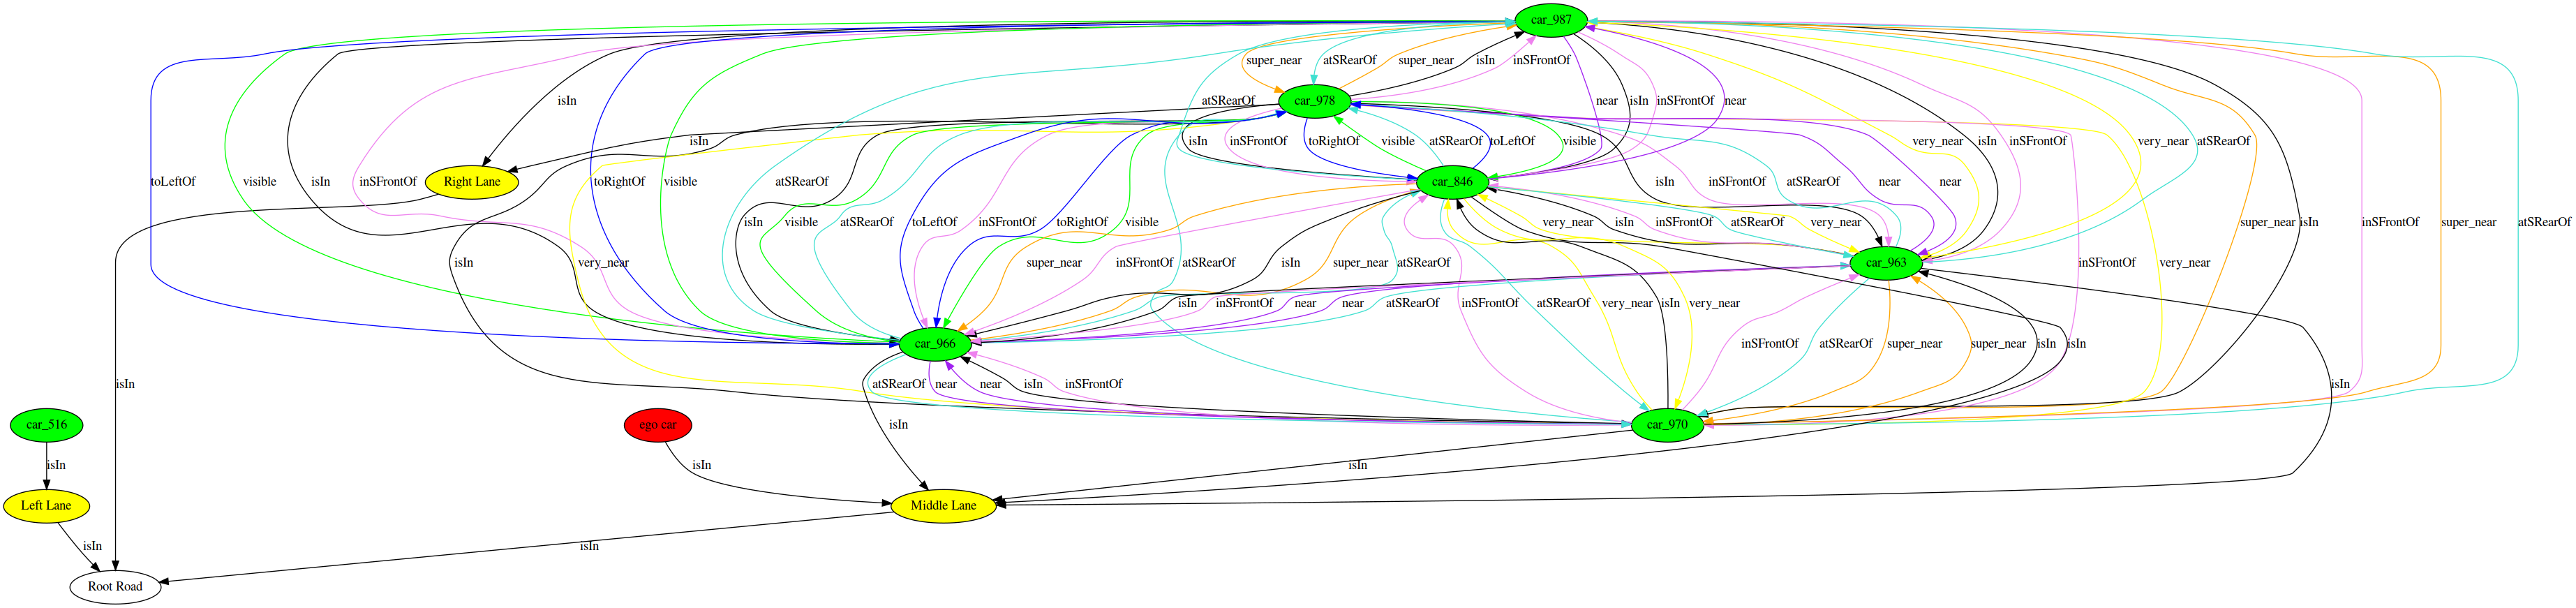 car_987
super_near atSRearOf super_near isIn inSFrontOf
isIn atSRearOf car_978 near isIn inSFrontOf near
isIn isIn inSFrontOf toRightOf visible atSRearOf toLeftOf visible very_near isIn inSFrontOf very_near atSRearOf
toLeftOf visible isIn inSFrontOf Right Lane toRightOf visible atSRearOf car_846 isIn inSFrontOf atSRearOf near near
isIn visible atSRearOf toLeftOf inSFrontOf toRightOf visible very_near isIn inSFrontOf atSRearOf very_near super_near isIn inSFrontOf super_near atSRearOf
isIn very_near super_near inSFrontOf atSRearOf isIn super_near atSRearOf car_963 inSFrontOf very_near
isIn inSFrontOf near near atSRearOf inSFrontOf atSRearOf very_near isIn very_near
car_966 inSFrontOf atSRearOf super_near super_near isIn isIn
isIn atSRearOf near near isIn inSFrontOf isIn
car_516 ego car isIn car_970
isIn isIn isIn
Left Lane Middle Lane
isIn isIn
Root Road